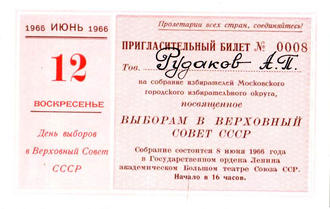 1966 ИЮНЬ 1966
12
ВОСКРЕСЕНЬЕ
День выборов
в Верховный Совет
СССР
Пролетарии всех стран, соединяйтесь!
ПРИГЛАСИТЕЛЬНЫЙ БИЛЕТ № 0008
Тов. Рудаков А.П.
на собрание избирателей Московского
городского избирательного округа,
посвященное
ВЫБОРАМ В ВЕРХОВНЫЙ
СОВЕТ СССР
Собрание состоится 8 июня 1966 года
в Государственном ордена Ленина
академическом Большом театре Союза ССР.
Начало в 16 часов.